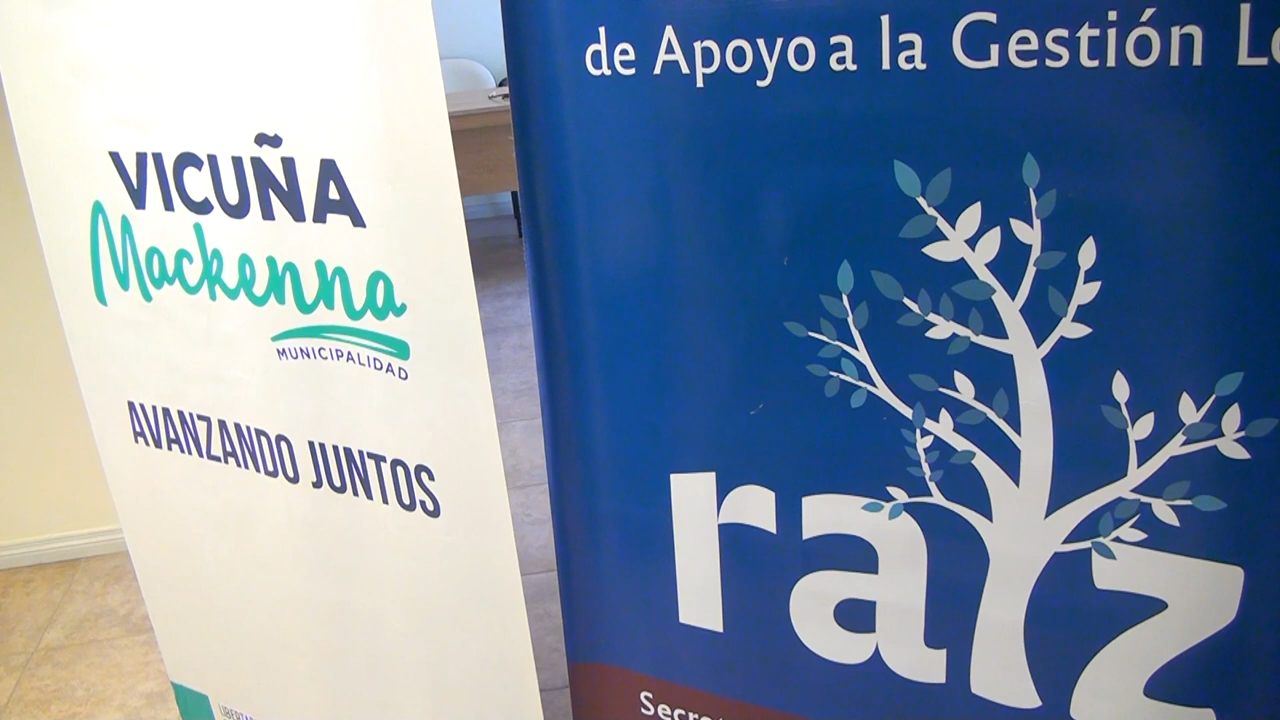 VICUÑA
Mackenna
MUNICIPALIDAD
AVANZANDO JUNTOS
de Apoyo a la Gestión
raíz